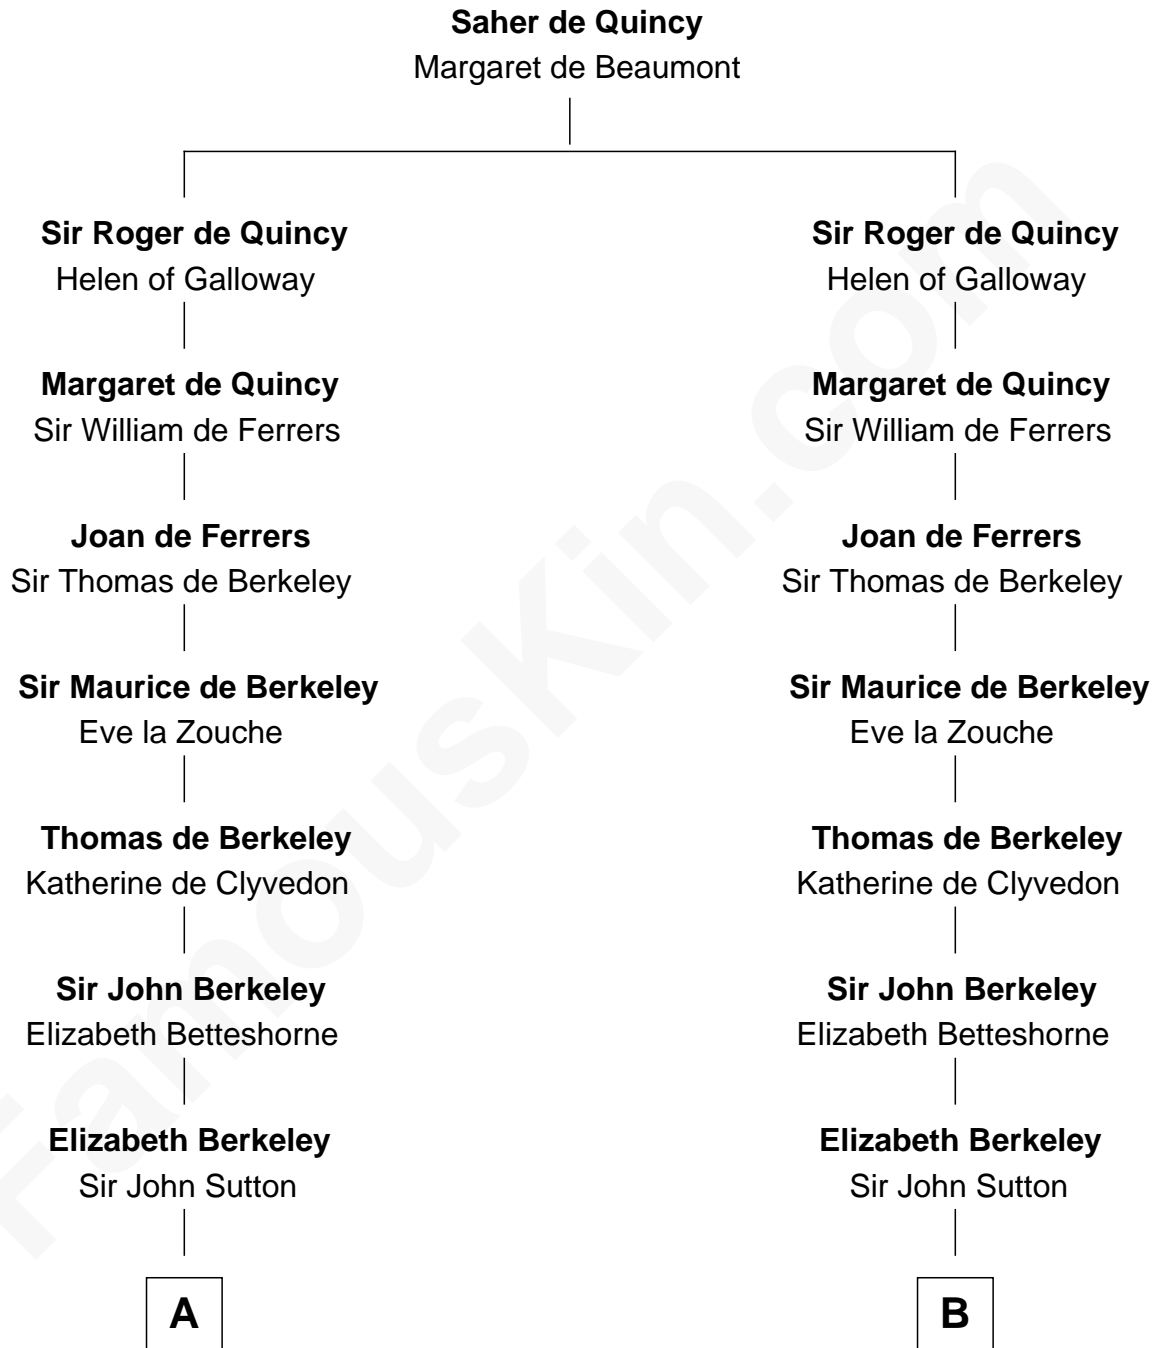 Saher de Quincy
Margaret de Beaumont
Sir Roger de Quincy
Helen of Galloway
Sir Roger de Quincy
Helen of Galloway
Margaret de Quincy
Sir William de Ferrers
Margaret de Quincy
Sir William de Ferrers
Joan de Ferrers
Sir Thomas de Berkeley
Joan de Ferrers
Sir Thomas de Berkeley
Sir Maurice de Berkeley
Eve la Zouche
Sir Maurice de Berkeley
Eve la Zouche
Thomas de Berkeley
Katherine de Clyvedon
Thomas de Berkeley
Katherine de Clyvedon
Sir John Berkeley
Elizabeth Betteshorne
Sir John Berkeley
Elizabeth Betteshorne
Elizabeth Berkeley
Sir John Sutton
Elizabeth Berkeley
Sir John Sutton
A
B
FamousKin.com